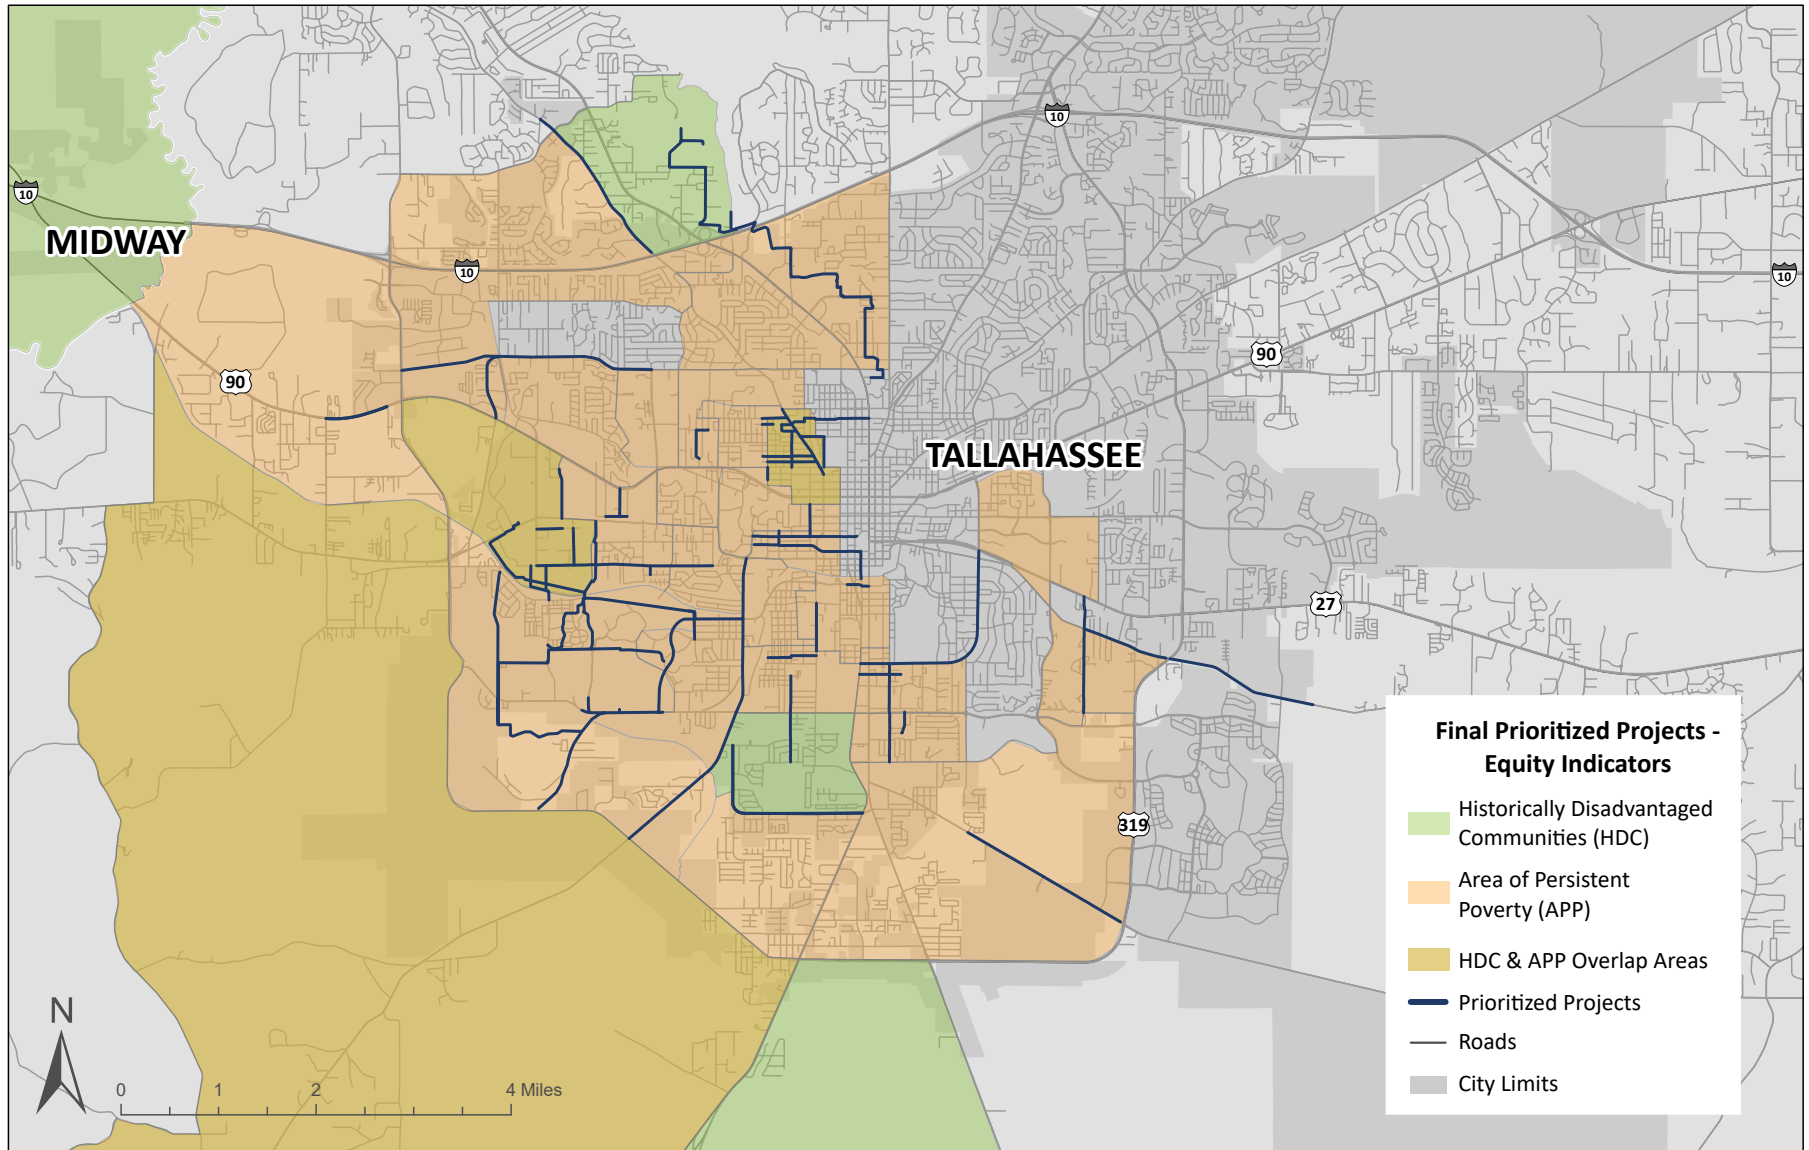 10
10
10
MIDWAY
10
90
90
TALLAHASSEE
27
319
Final Prioritized Projects -
Equity Indicators
Historically Disadvantaged
Communities (HDC)
Area of Persistent
Poverty (APP)
HDC & APP Overlap Areas
Prioritized Projects
Roads
City Limits
N
0 1 2 4 Miles